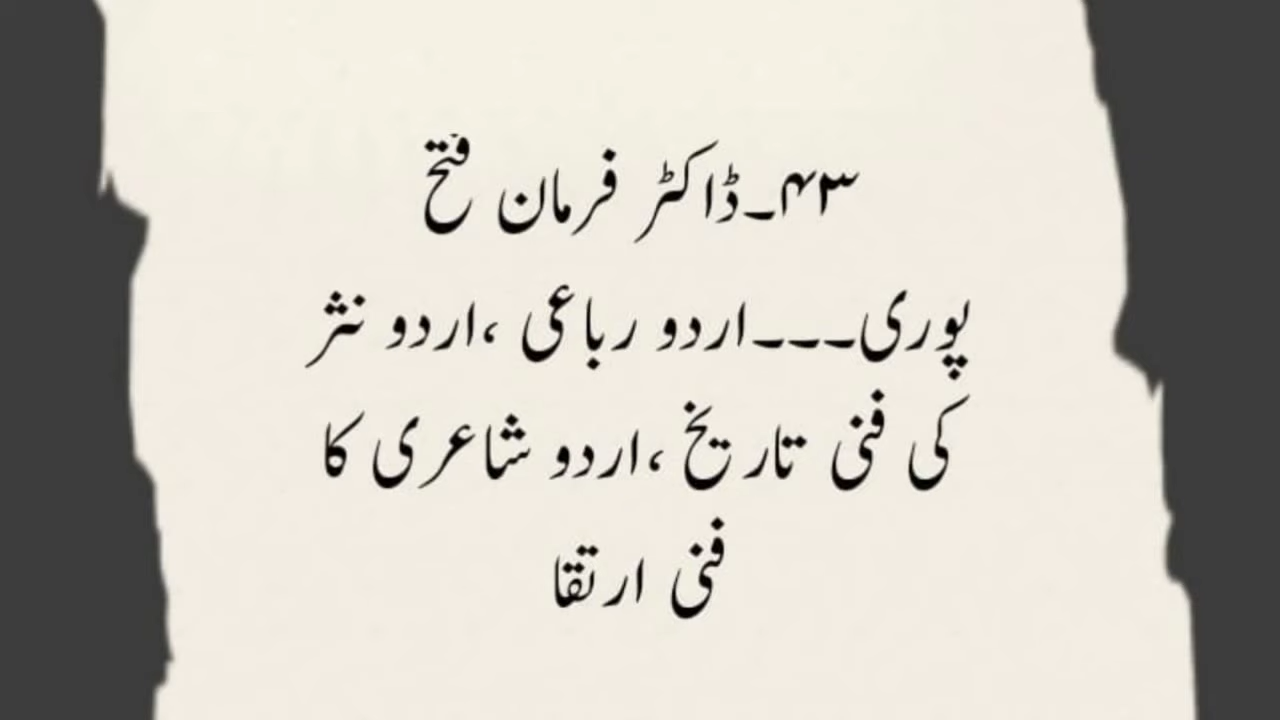 ۴۳۔ڈاکٹر فرمان فتح
پوری۔۔۔اردو رباعی ،اردو نثر
کی فنی تاریخ ،اردو شاعری کا
فنی ارتقا